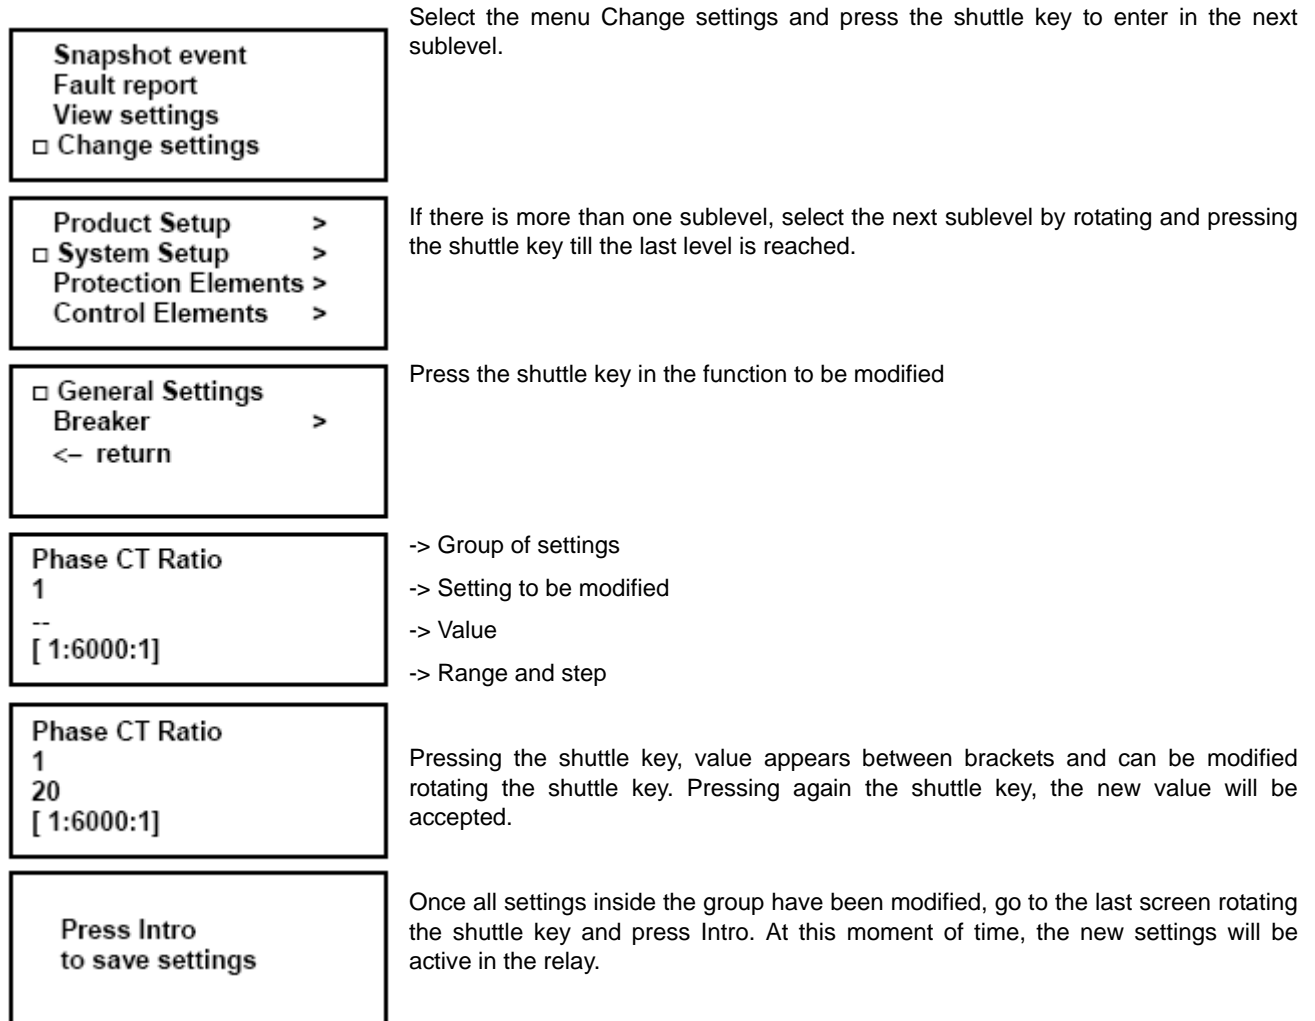 Select the menu Change settings and press the shuttle key to enter in the next
sublevel.
Snapshot event
Fault report
View settings
□ Change settings
Product Setup >
□ System Setup >
Protection Elements >
Control Elements >
If there is more than one sublevel, select the next sublevel by rotating and pressing
the shuttle key till the last level is reached.
□ General Settings
Breaker >
<– return
Press the shuttle key in the function to be modified
Phase CT Ratio
1
--
[ 1:6000:1]
-> Group of settings
-> Setting to be modified
-> Value
-> Range and step
Phase CT Ratio
1
20
[ 1:6000:1]
Pressing the shuttle key, value appears between brackets and can be modified
rotating the shuttle key. Pressing again the shuttle key, the new value will be
accepted.
Press Intro
to save settings
Once all settings inside the group have been modified, go to the last screen rotating
the shuttle key and press Intro. At this moment of time, the new settings will be
active in the relay.